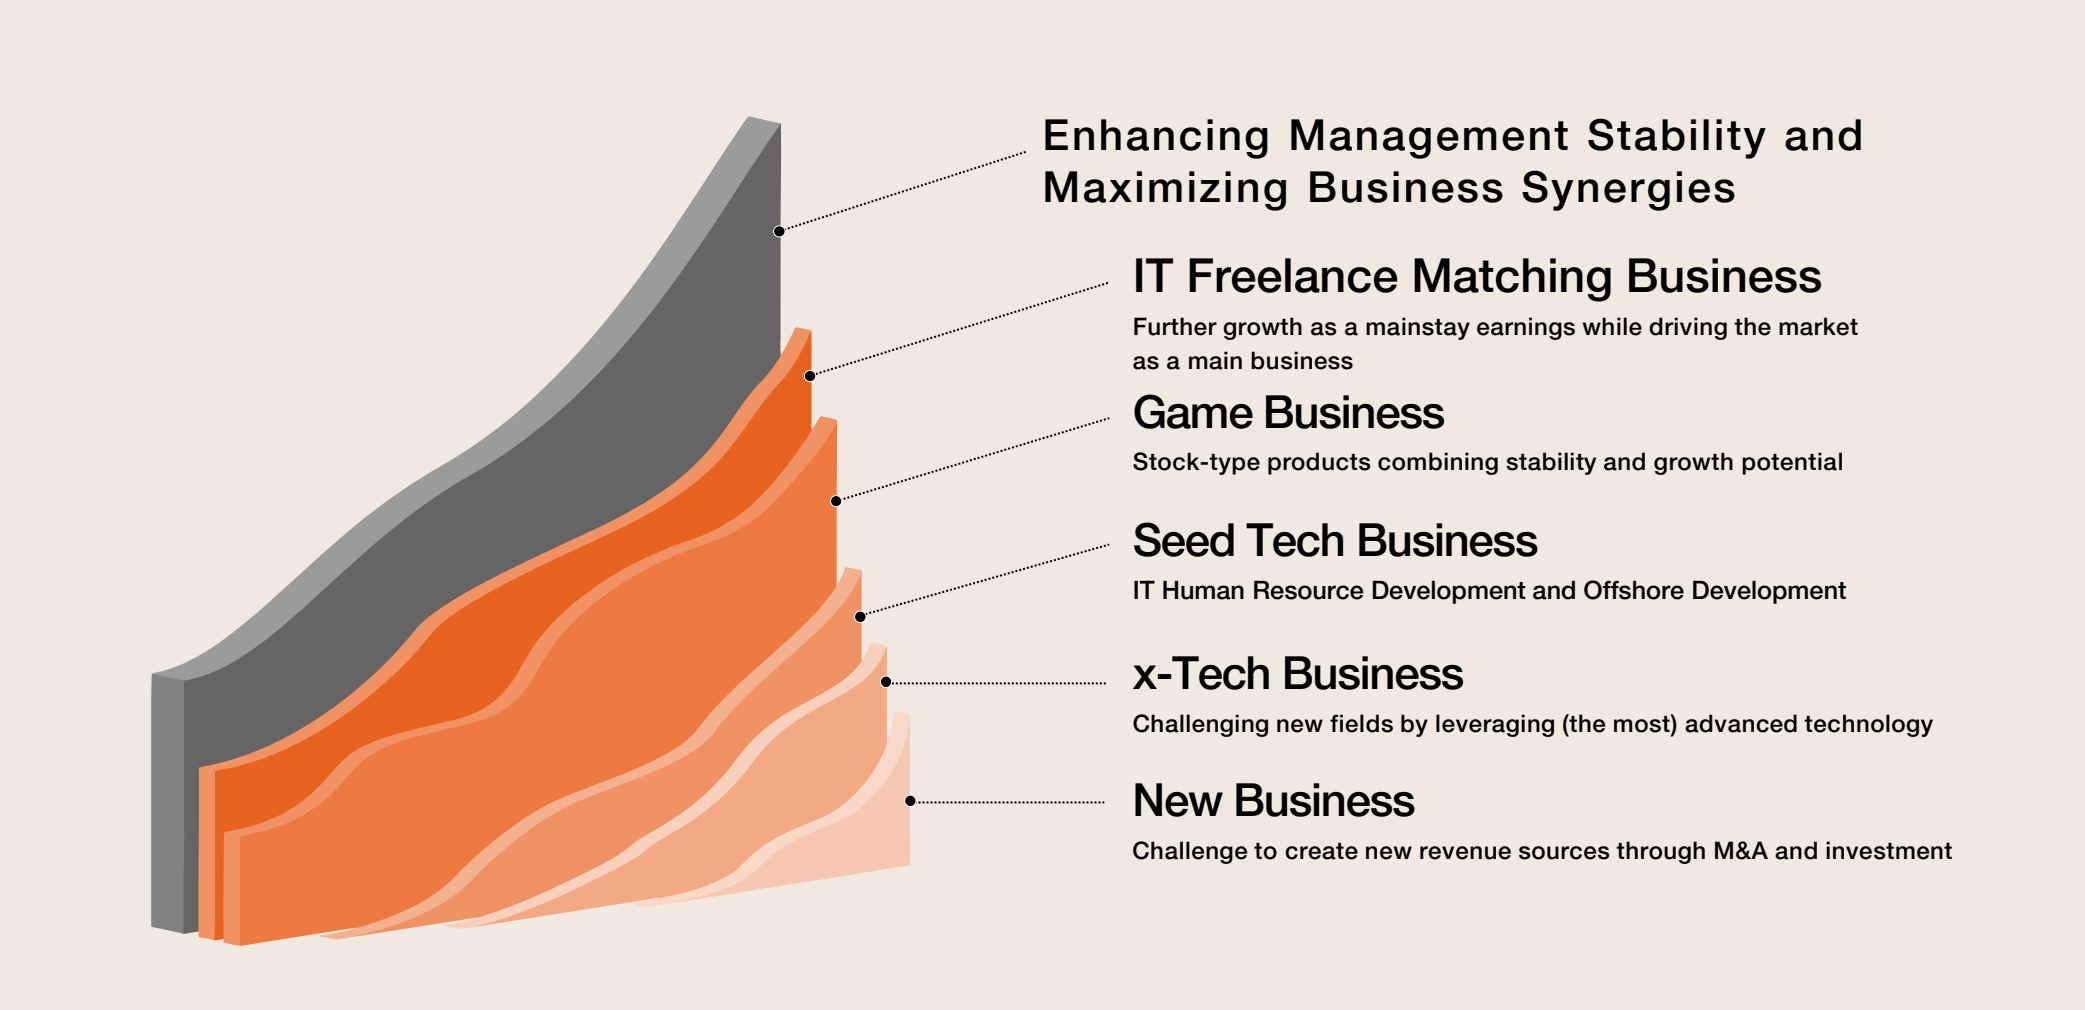 Enhancing Management Stability and
Maximizing Business Synergies
IT Freelance Matching Business
Further growth as a mainstay earnings while driving the market
as a main business
Game Business
Stock-type products combining stability and growth potential
Seed Tech Business
IT Human Resource Development and Offshore Development
x-Tech Business
Challenging new fields by leveraging (the most) advanced technology
New Business
Challenge to create new revenue sources through M&A and investment